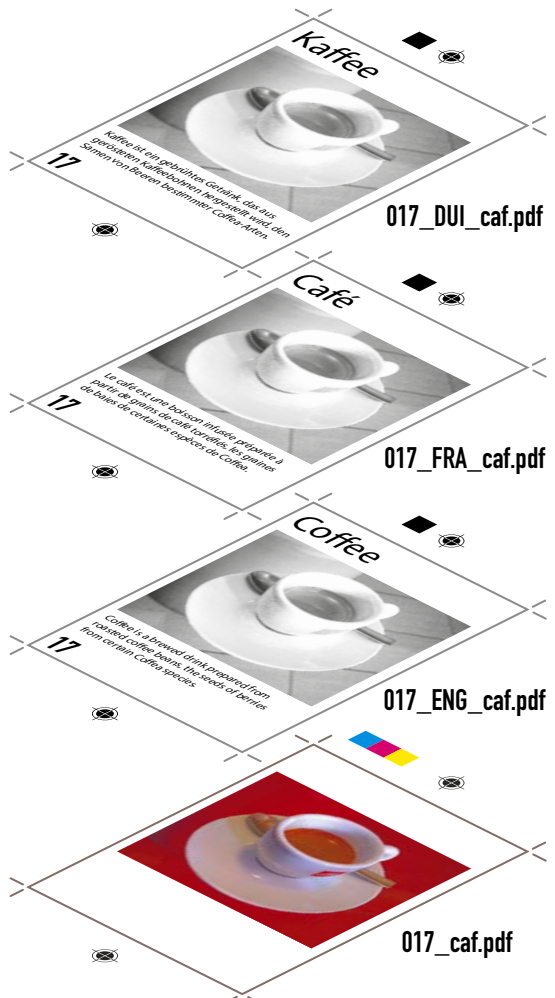 Kaffee
Kaffee ist ein gebrühtes Getränk, das aus
gerösteten Kaffeebohnen hergestellt wird, den
Samen von Beeren bestimmter Coffea-Arten.
17
017_DUI_caf.pdf
Café
Le café est une boisson infusée préparée à
partir de grains de café torréfiés, les graines
de baies de certaines espèces de Coffea.
17
017_FRA_caf.pdf
Coffee
Coffee is a brewed drink prepared from
roasted coffee beans, the seeds of berries
from certain Coffea species.
17
017_ENG_caf.pdf
017_caf.pdf